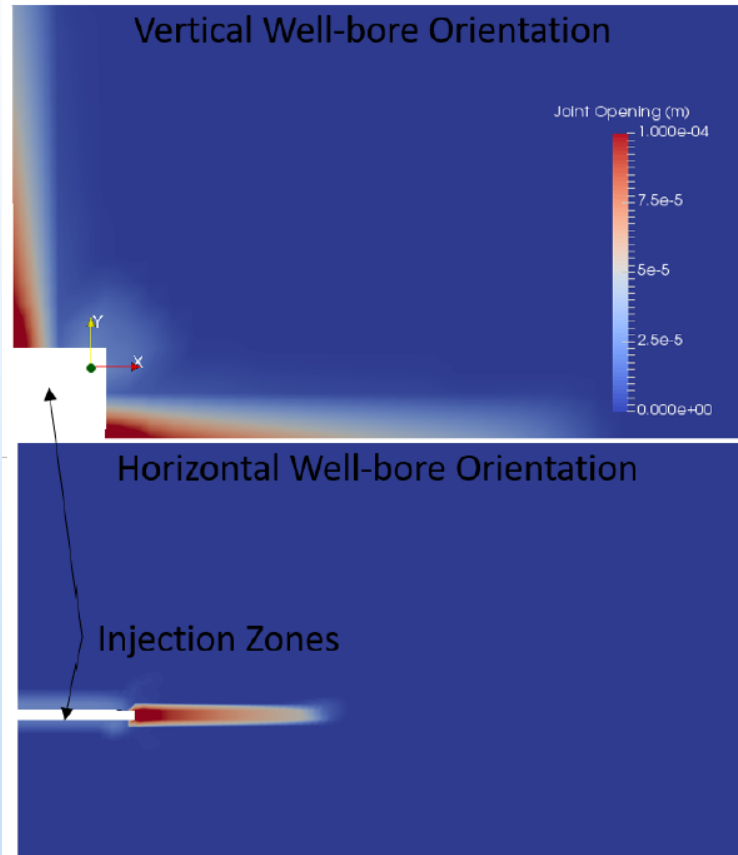 Vertical Well-bore Orientation
Joint Opening (m)
1.000e-04
7.5e-5
5e-5
2.5e-5
0.000e+00
Y
X
Horizontal Well-bore Orientation
Injection Zones